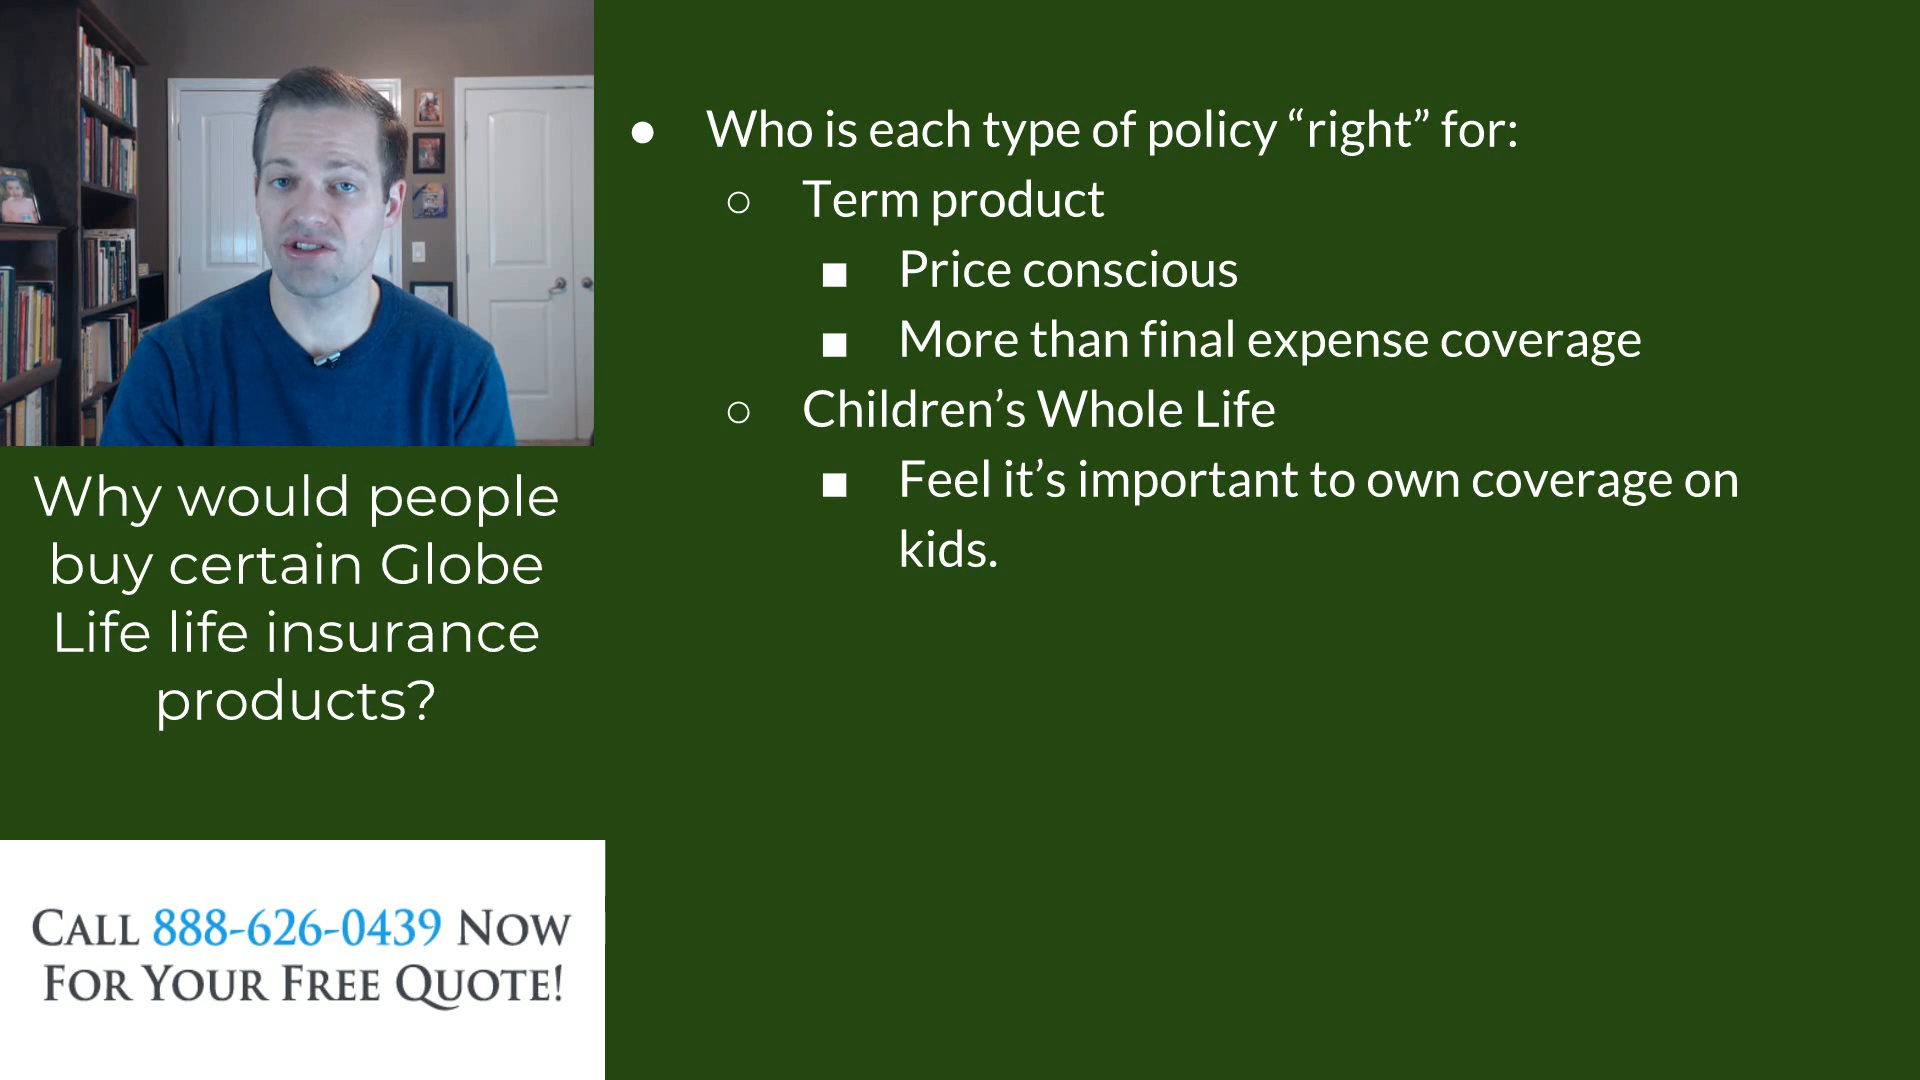 ● Who is each type of policy “right” for:
○ Term product
■ Price conscious
■ More than final expense coverage
○ Children’s Whole Life
■ Feel it’s important to own coverage on
kids.
Why would people
buy certain Globe
Life life insurance
products?
CALL 888-626-0439 NOW
FOR YOUR FREE QUOTE!